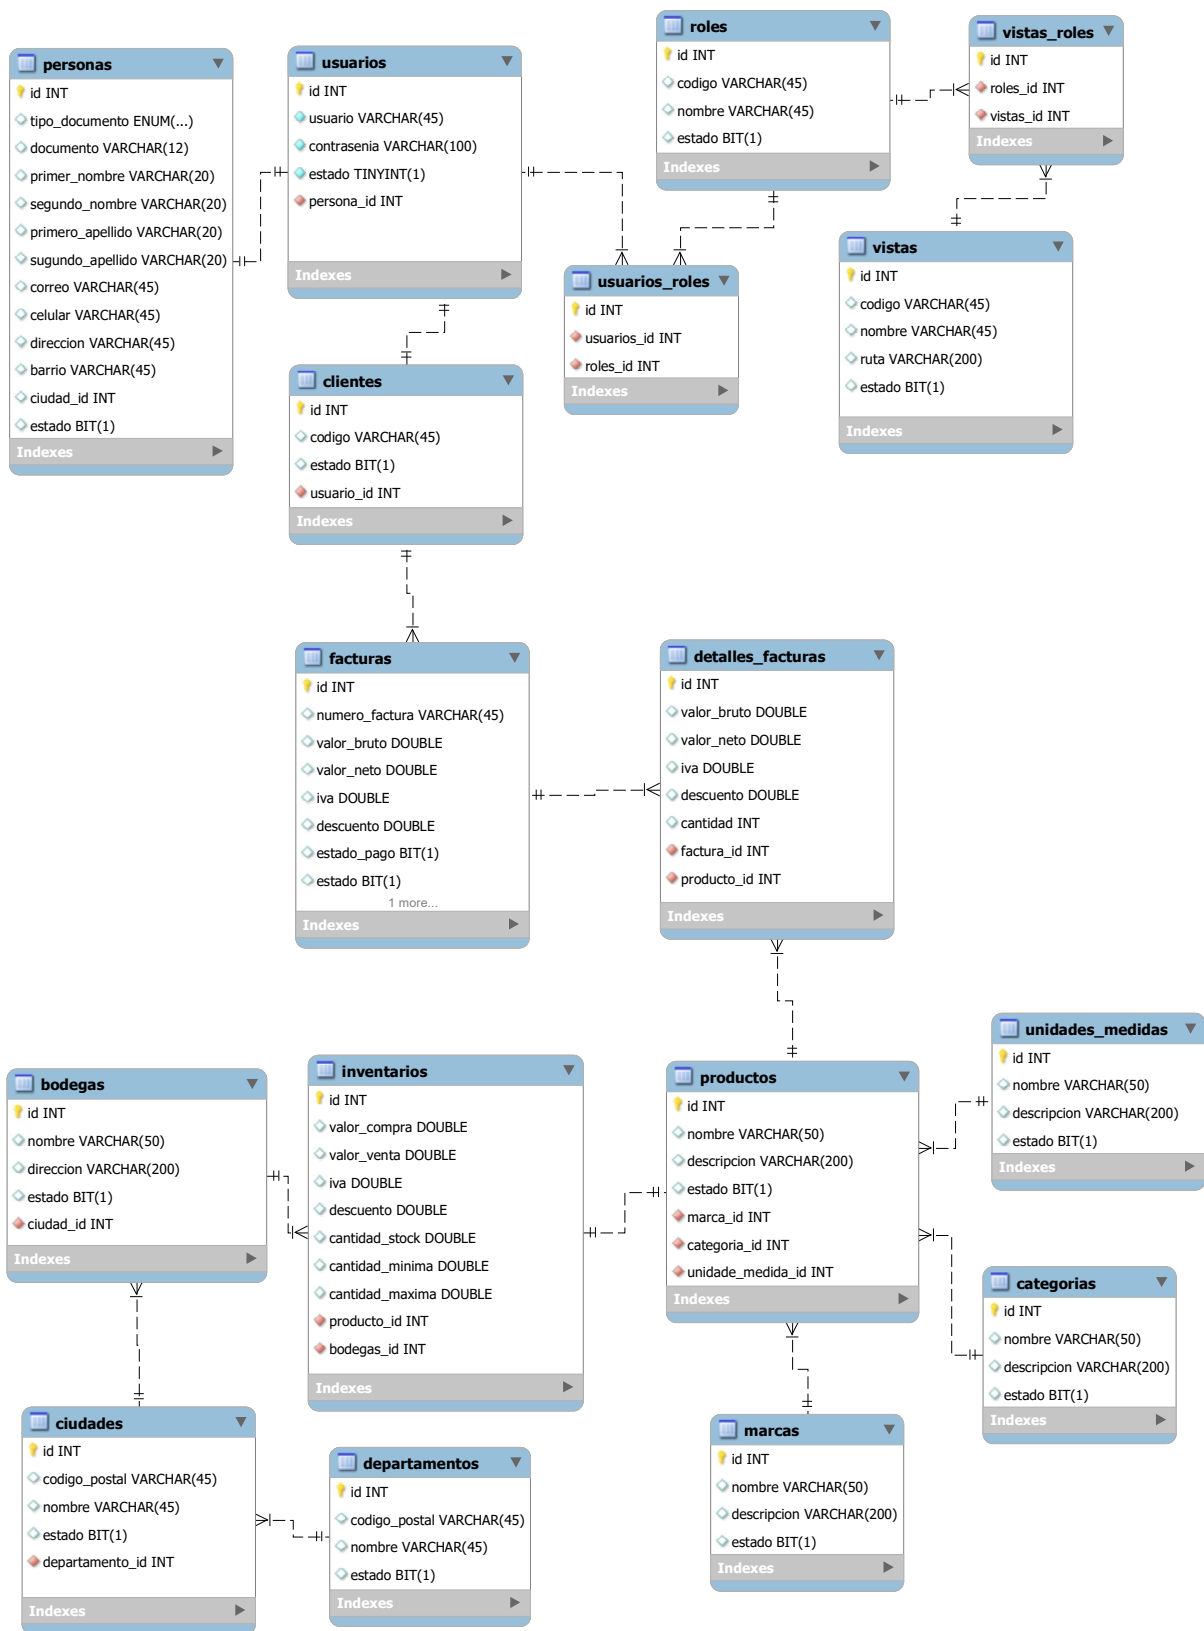 personas
id INT
tipo_documento ENUM(...)
documento VARCHAR(12)
primer_nombre VARCHAR(20)
segundo_nombre VARCHAR(20)
primero_apellido VARCHAR(20)
sugundo_apellido VARCHAR(20)
correo VARCHAR(45)
celular VARCHAR(45)
direccion VARCHAR(45)
barrio VARCHAR(45)
ciudad_id INT
estado BIT(1)
Indexes
usuarios
id INT
usuario VARCHAR(45)
contrasenia VARCHAR(100)
estado TINYINT(1)
persona_id INT
Indexes
roles
id INT
codigo VARCHAR(45)
nombre VARCHAR(45)
estado BIT(1)
Indexes
vistas_roles
id INT
roles_id INT
vistas_id INT
Indexes
usuarios_roles
id INT
usuarios_id INT
roles_id INT
Indexes
vistas
id INT
codigo VARCHAR(45)
nombre VARCHAR(45)
ruta VARCHAR(200)
estado BIT(1)
Indexes
clientes
id INT
codigo VARCHAR(45)
estado BIT(1)
usuario_id INT
Indexes
facturas
id INT
numero_factura VARCHAR(45)
valor_bruto DOUBLE
valor_neto DOUBLE
iva DOUBLE
descuento DOUBLE
estado_pago BIT(1)
estado BIT(1)
1 more...
Indexes
detalles_facturas
id INT
valor_bruto DOUBLE
valor_neto DOUBLE
iva DOUBLE
descuento DOUBLE
cantidad INT
factura_id INT
producto_id INT
Indexes
bodegas
id INT
nombre VARCHAR(50)
direccion VARCHAR(200)
estado BIT(1)
ciudad_id INT
Indexes
inventarios
id INT
valor_compra DOUBLE
valor_venta DOUBLE
iva DOUBLE
descuento DOUBLE
cantidad_stock DOUBLE
cantidad_minima DOUBLE
cantidad_maxima DOUBLE
producto_id INT
bodegas_id INT
Indexes
productos
id INT
nombre VARCHAR(50)
descripcion VARCHAR(200)
estado BIT(1)
marca_id INT
categoria_id INT
unidade_medida_id INT
Indexes
unidades_medidas
id INT
nombre VARCHAR(50)
descripcion VARCHAR(200)
estado BIT(1)
Indexes
categorias
id INT
nombre VARCHAR(50)
descripcion VARCHAR(200)
estado BIT(1)
Indexes
ciudades
id INT
codigo_postal VARCHAR(45)
nombre VARCHAR(45)
estado BIT(1)
departamento_id INT
Indexes
departamentos
id INT
codigo_postal VARCHAR(45)
nombre VARCHAR(45)
estado BIT(1)
Indexes
marcas
id INT
nombre VARCHAR(50)
descripcion VARCHAR(200)
estado BIT(1)
Indexes